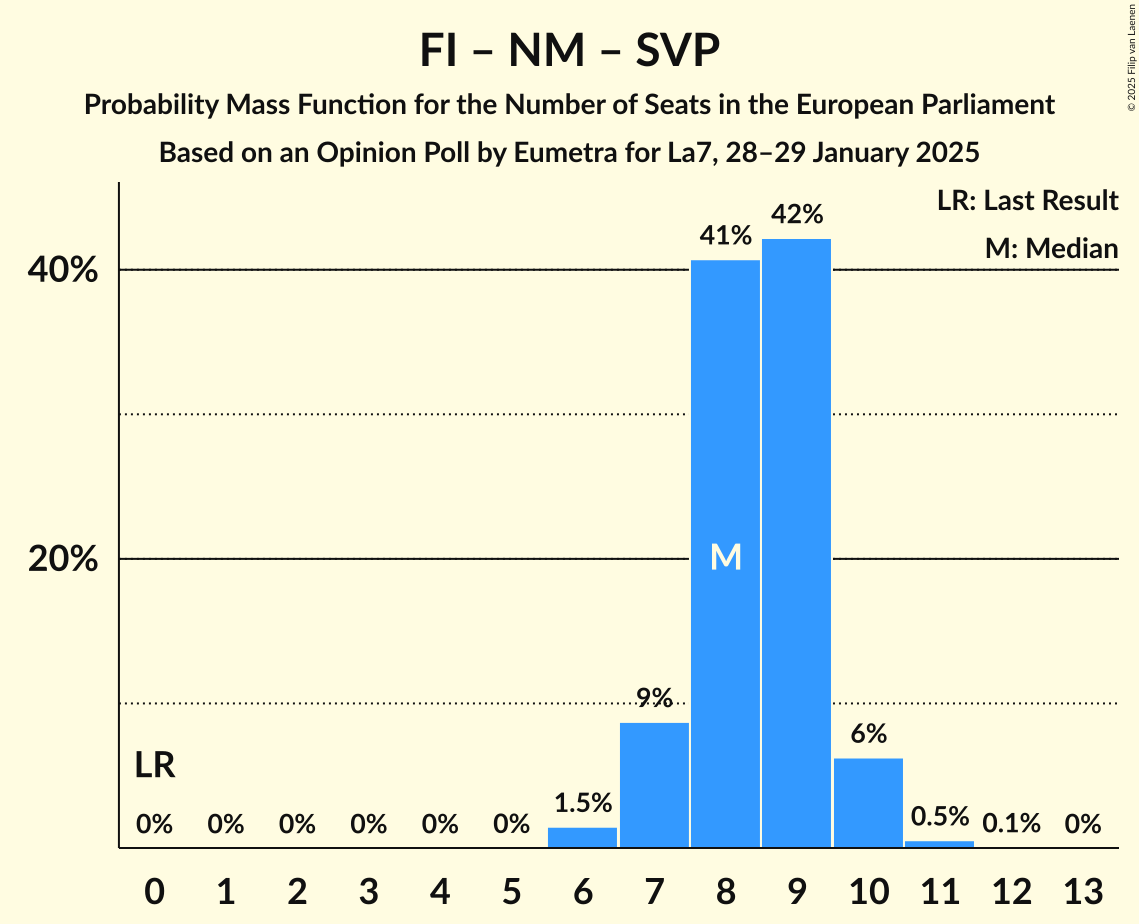 FI – NM – SVP
Probability Mass Function for the Number of Seats in the European Parliament
Based on an Opinion Poll by Eumetra for La7, 28–29 January 2025
© 2025 Filip van Laenen
LR: Last Result
M: Median
42%
41%
40%
20%
M
9%
6%
LR
1.5%
0% 0% 0% 0% 0% 0% 0.5% 0.1% 0%
0 1 2 3 4 5 6 7 8 9 10 11 12 13